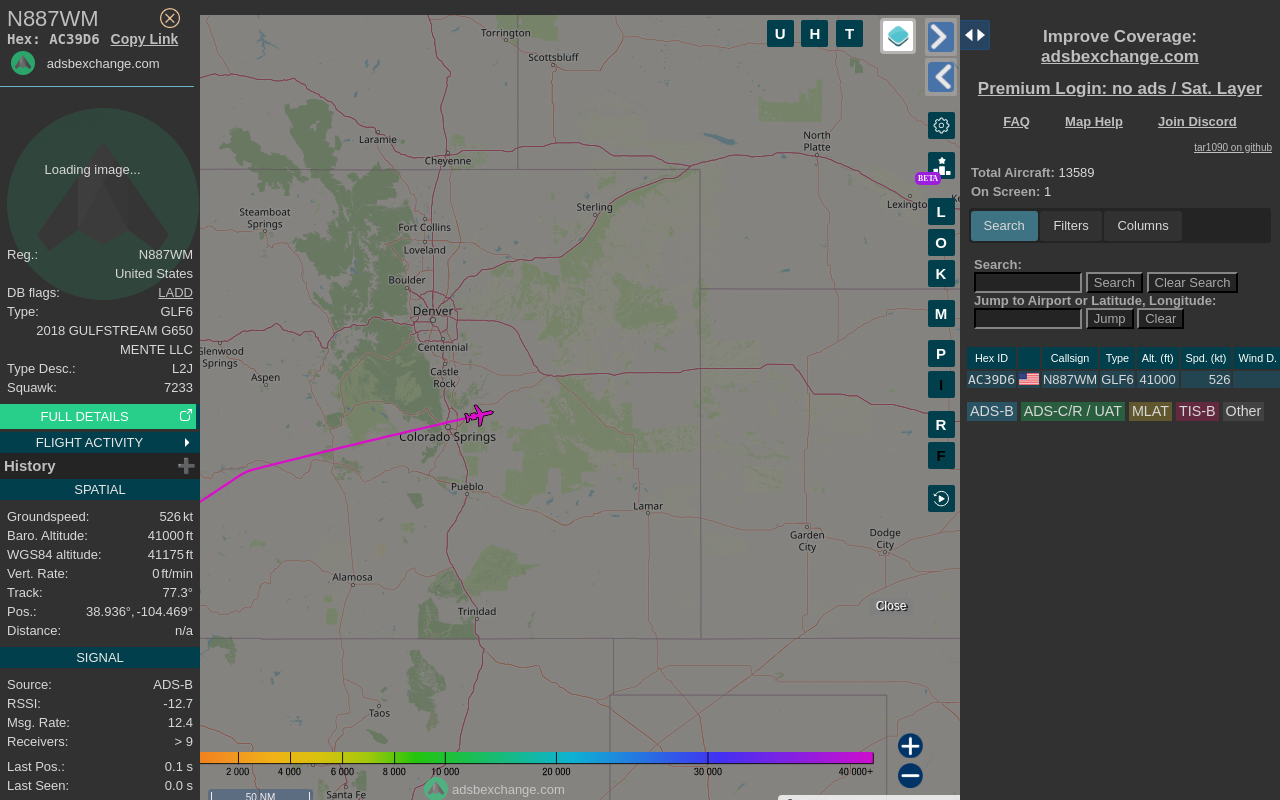 N887WM
Hex: AC39D6 Copy Link
adsbexchange.com
Loading image...
Reg.: N887WM
United States
DB flags: LADD
Type: GLF6
2018 GULFSTREAM G650
MENTE LLC
Type Desc.: L2J
Squawk: 7233
FULL DETAILS
FLIGHT ACTIVITY
History
SPATIAL
Groundspeed: 526 kt
Baro. Altitude: 41000 ft
WGS84 altitude: 41175 ft
Vert. Rate: 0 ft/min
Track: 77.3°
Pos.: 38.936°, -104.469°
Distance: n/a
SIGNAL
Source: ADS-B
RSSI: -12.7
Msg. Rate: 12.4
Receivers: > 9
Last Pos.: 0.1 s
Last Seen: 0.0 s
Torrington
Scottsbluff
Laramie
Cheyenne
North
Platte
Steamboat
Springs
Sterling
Fort Collins
Loveland
Boulder
Denver
Centennial
Glenwood
Springs
Aspen
Castle
Rock
Colorado Springs
Pueblo
Lamar
Garden
City
Dodge
City
Alamosa
Trinidad
Taos
Santa Fe
Close
2 000 4 000 6 000 8 000 10 000 20 000 30 000 40 000+
adsbexchange.com
50 NM
U H T
BETA
L
O
K
M
P
I
R
F
Improve Coverage:
adsbexchange.com
Premium Login: no ads / Sat. Layer
FAQ Map Help Join Discord
tar1090 on github
Total Aircraft: 13589
On Screen: 1
Search Filters Columns
Search:
Search Clear Search
Jump to Airport or Latitude, Longitude:
Jump Clear
Hex ID Callsign Type Alt. (ft) Spd. (kt) Wind D.
AC39D6 N887WM GLF6 41000 526
ADS-B ADS-C/R / UAT MLAT TIS-B Other